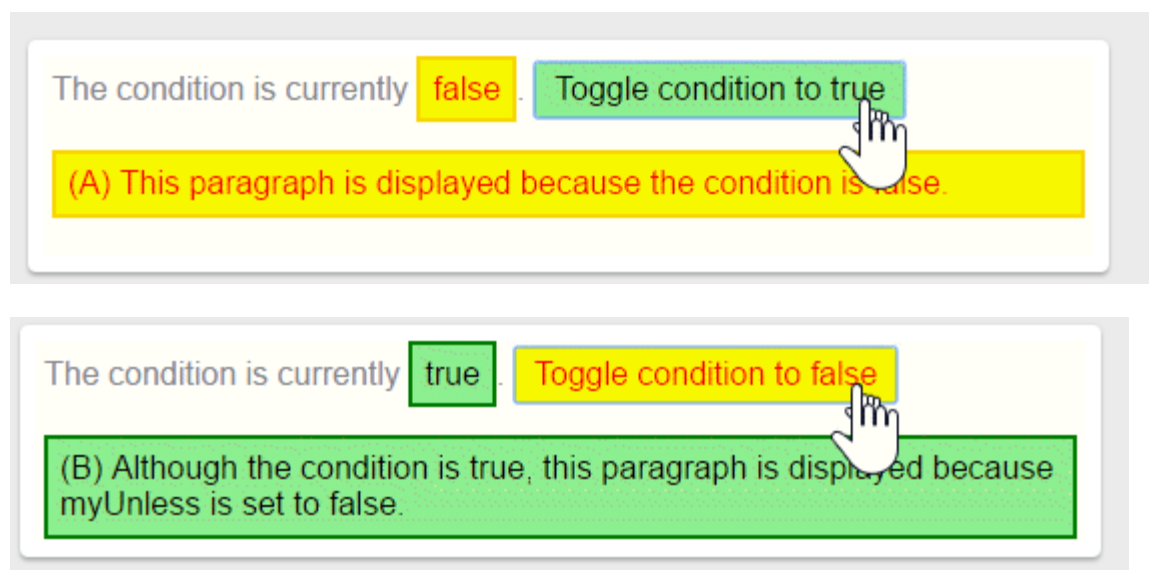 The condition is currently false . Toggle condition to true
(A) This paragraph is displayed because the condition is false.
The condition is currently true . Toggle condition to false
(B) Although the condition is true, this paragraph is displayed because
myUnless is set to false.